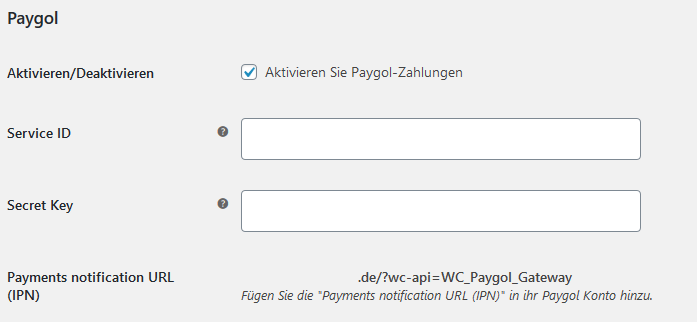 Paygol
Aktivieren/Deaktivieren
Aktivieren Sie Paygol-Zahlungen
Service ID
Secret Key
Payments notification URL
(IPN)
.de/?wc-api=WC_Paygol_Gateway
Fügen Sie die "Payments notification URL (IPN)" in ihr Paygol Konto hinzu.